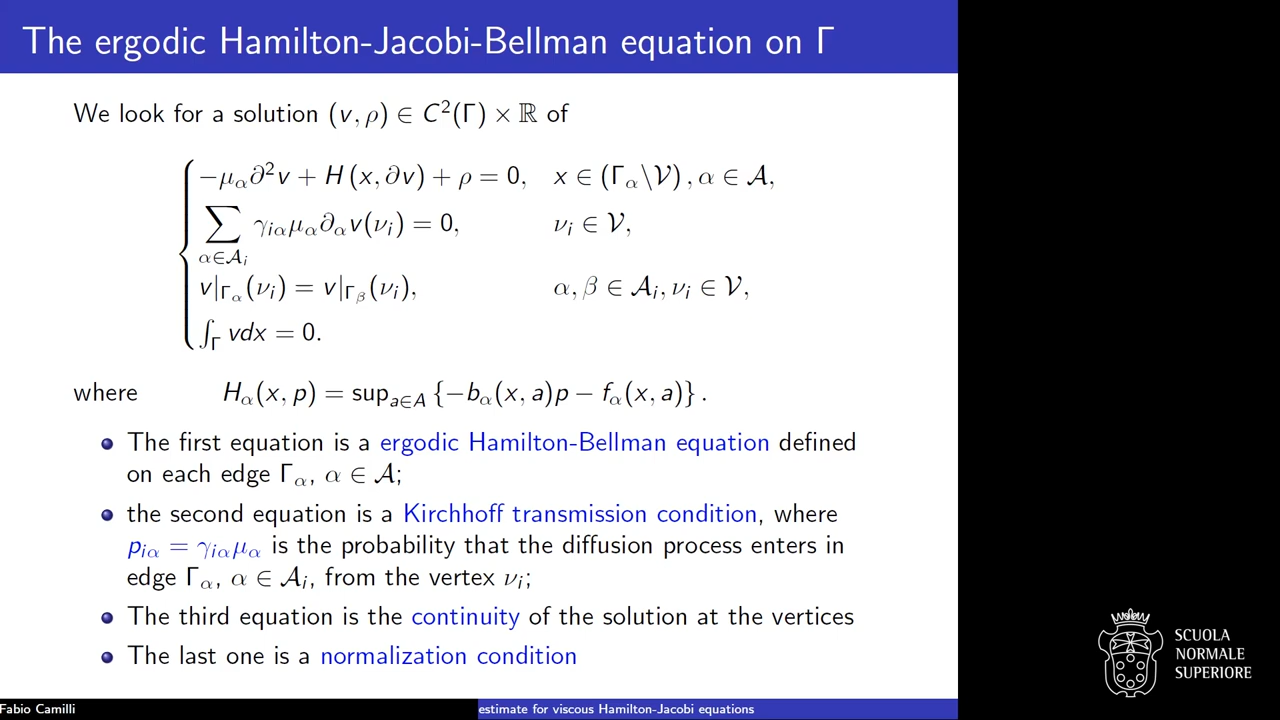 The ergodic Hamilton-Jacobi-Bellman equation on Γ
We look for a solution (v, ρ) ∈ C²(Γ) × ℝ of
−μ_α∂²v + H(x, ∂v) + ρ = 0, x ∈ (Γ_α\𝒱), α ∈ 𝒜,
∑_{α∈𝒜_i} γ_{iα}μ_α∂_αv(ν_i) = 0, ν_i ∈ 𝒱,
v|_{Γ_α}(ν_i) = v|_{Γ_β}(ν_i), α, β ∈ 𝒜_i, ν_i ∈ 𝒱,
∫_Γ vdx = 0.
where H_α(x, p) = sup_{a∈A} {−b_α(x, a)p − f_α(x, a)}.
The first equation is a ergodic Hamilton-Bellman equation defined
on each edge Γ_α, α ∈ 𝒜;
the second equation is a Kirchhoff transmission condition, where
p_{iα} = γ_{iα}μ_α is the probability that the diffusion process enters in
edge Γ_α, α ∈ 𝒜_i, from the vertex ν_i;
The third equation is the continuity of the solution at the vertices
The last one is a normalization condition
Fabio Camilli estimate for viscous Hamilton-Jacobi equations
SCUOLA
NORMALE
SUPERIORE